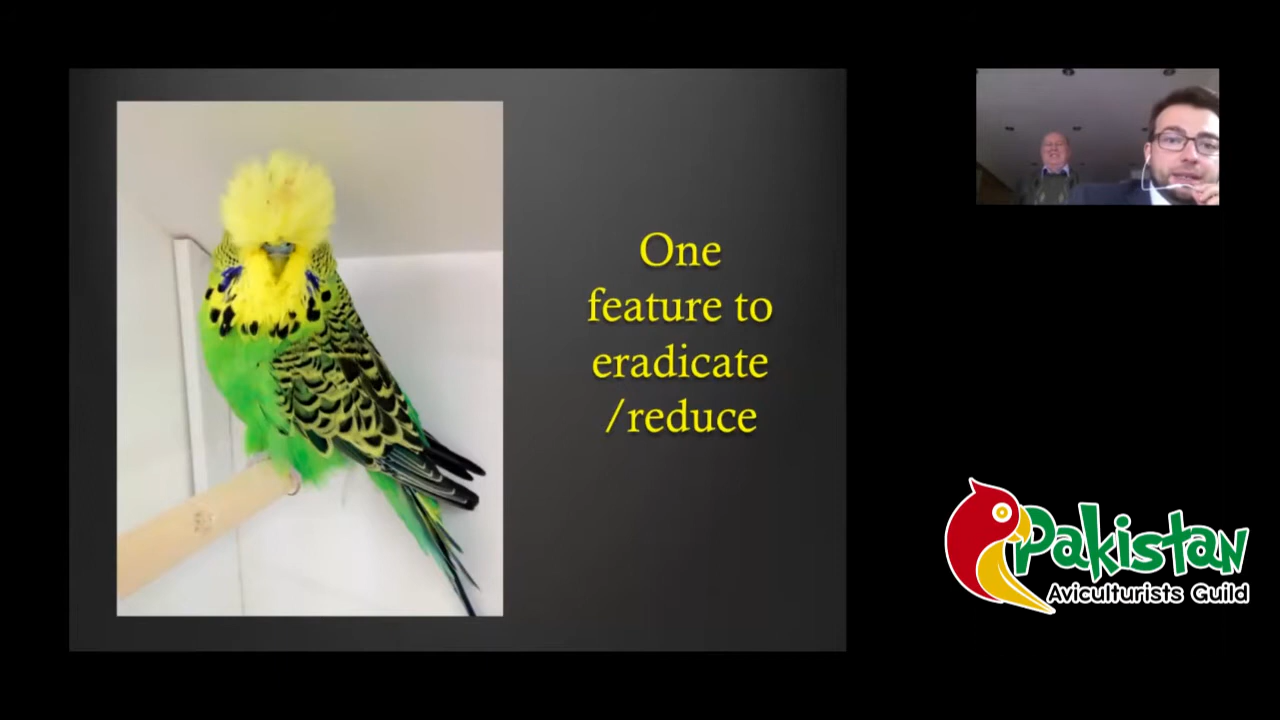 One
feature to
eradicate
/reduce
Pakistan
Aviculturists Guild